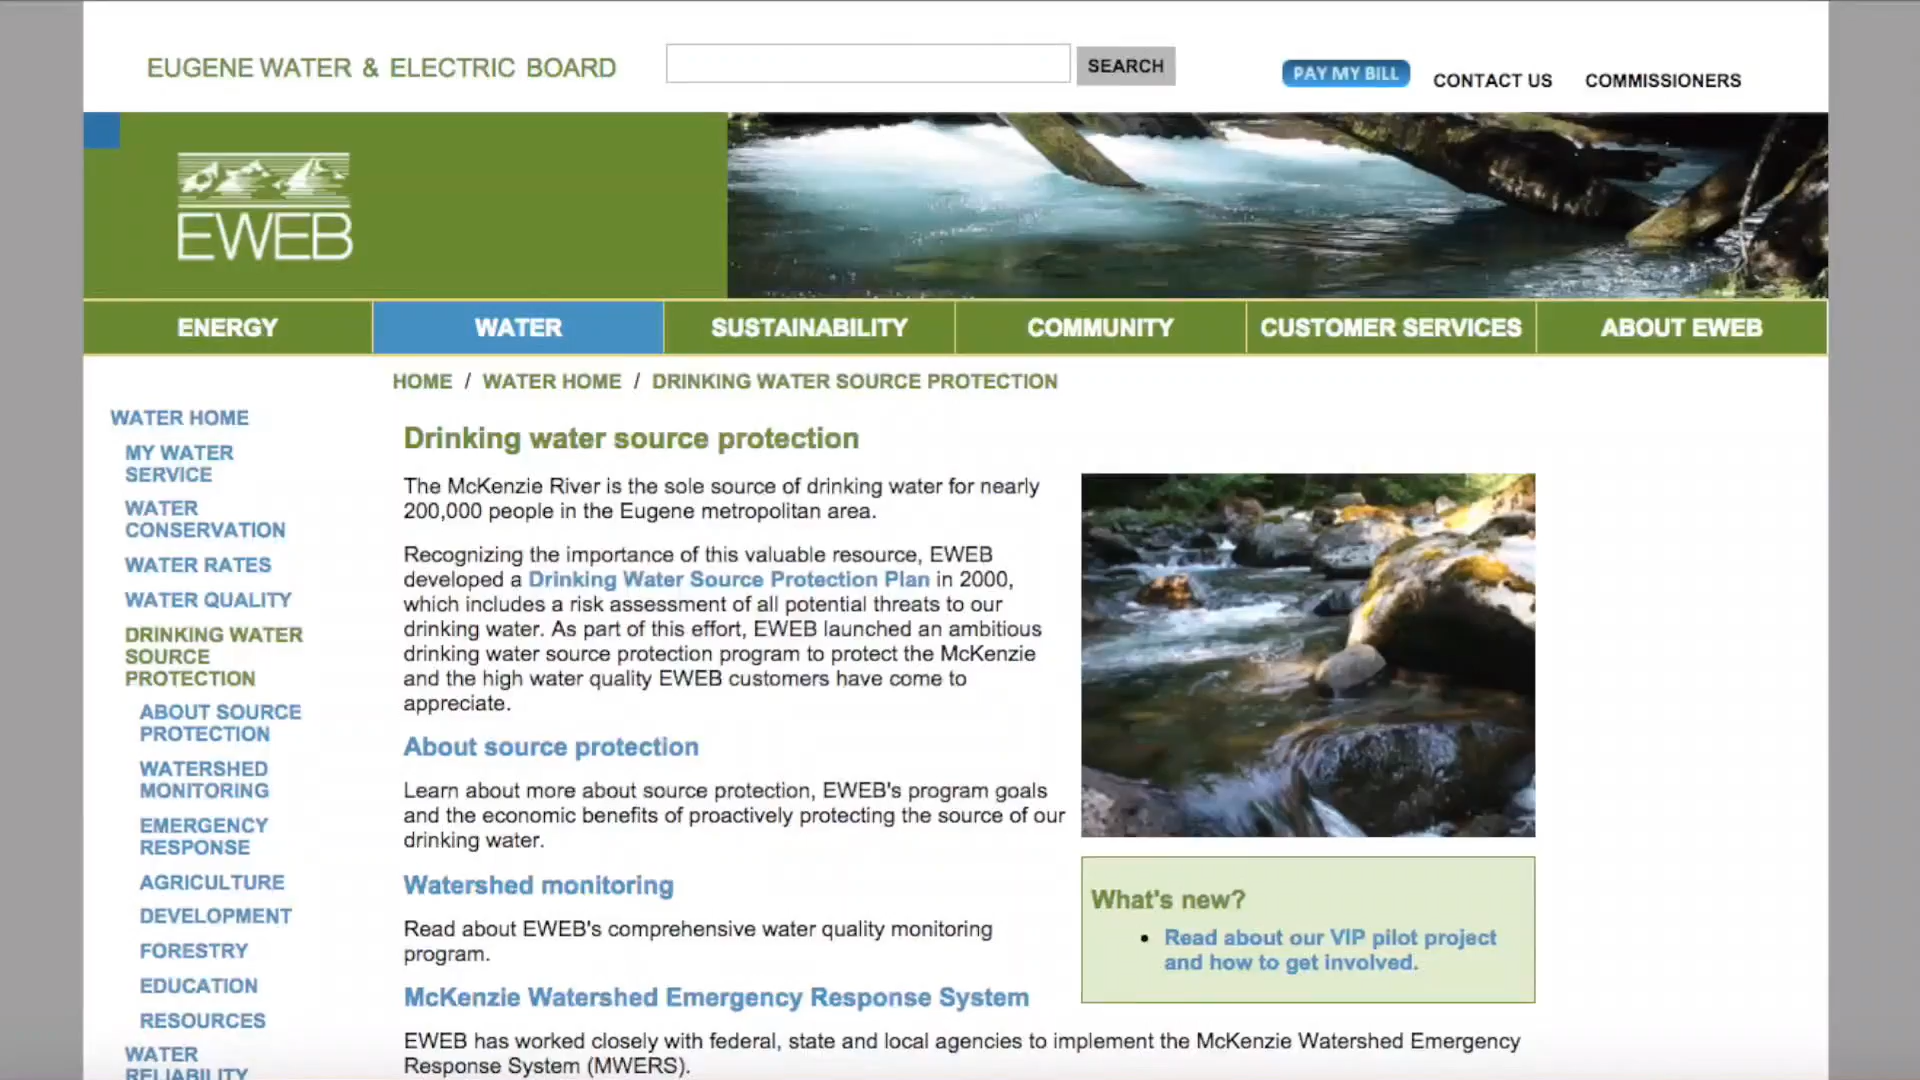 EUGENE WATER & ELECTRIC BOARD
SEARCH
PAY MY BILL
CONTACT US
COMMISSIONERS
EWEB
ENERGY
WATER
SUSTAINABILITY
COMMUNITY
CUSTOMER SERVICES
ABOUT EWEB
HOME / WATER HOME / DRINKING WATER SOURCE PROTECTION
WATER HOME
MY WATER
SERVICE
WATER
CONSERVATION
WATER RATES
WATER QUALITY
DRINKING WATER
SOURCE
PROTECTION
ABOUT SOURCE
PROTECTION
WATERSHED
MONITORING
EMERGENCY
RESPONSE
AGRICULTURE
DEVELOPMENT
FORESTRY
EDUCATION
RESOURCES
WATER
RELIABILITY
Drinking water source protection
The McKenzie River is the sole source of drinking water for nearly
200,000 people in the Eugene metropolitan area.
Recognizing the importance of this valuable resource, EWEB
developed a Drinking Water Source Protection Plan in 2000,
which includes a risk assessment of all potential threats to our
drinking water. As part of this effort, EWEB launched an ambitious
drinking water source protection program to protect the McKenzie
and the high water quality EWEB customers have come to
appreciate.
About source protection
Learn about more about source protection, EWEB's program goals
and the economic benefits of proactively protecting the source of our
drinking water.
Watershed monitoring
Read about EWEB's comprehensive water quality monitoring
program.
McKenzie Watershed Emergency Response System
EWEB has worked closely with federal, state and local agencies to implement the McKenzie Watershed Emergency
Response System (MWERS).
What's new?
• Read about our VIP pilot project
and how to get involved.